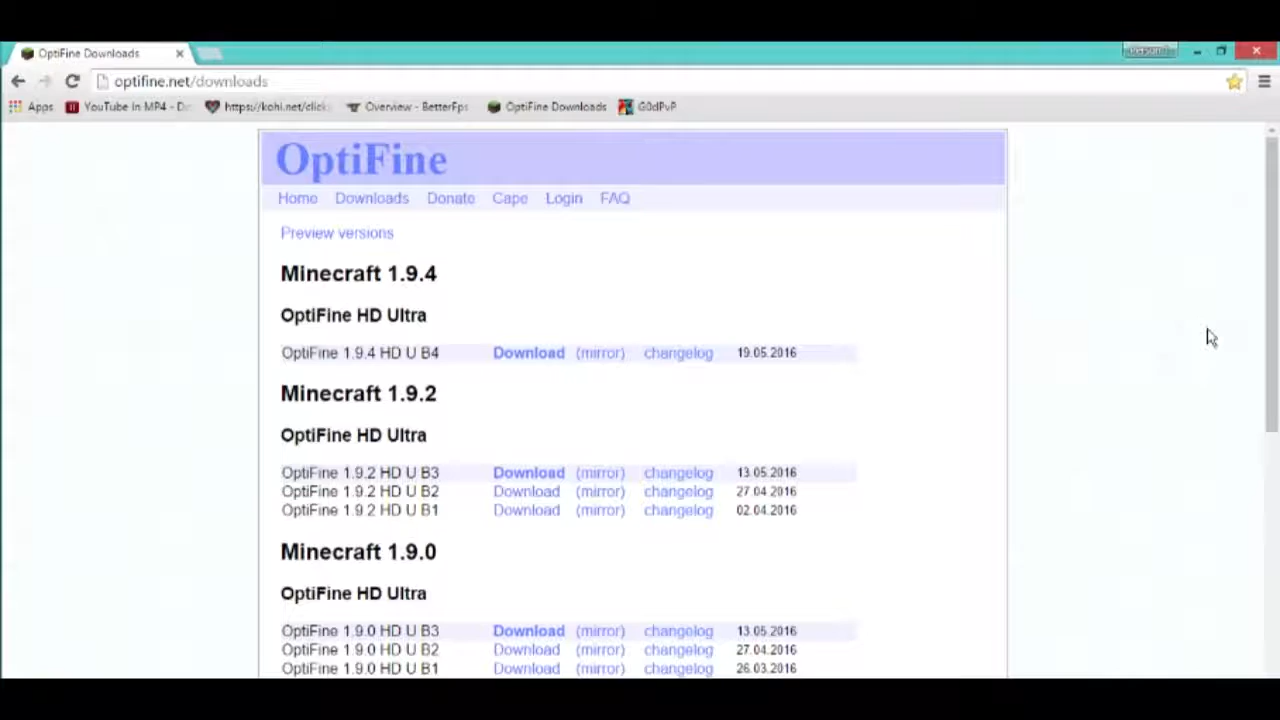 OptiFine Downloads
optifine.net/downloads
Apps YouTube In MP4 - Do https://kohi.net/click Overview - BetterFps OptiFine Downloads G0dPvP
OptiFine
Home Downloads Donate Cape Login FAQ
Preview versions
Minecraft 1.9.4
OptiFine HD Ultra
OptiFine 1.9.4 HD U B4 Download (mirror) changelog 19.05.2016
Minecraft 1.9.2
OptiFine HD Ultra
OptiFine 1.9.2 HD U B3 Download (mirror) changelog 13.05.2016
OptiFine 1.9.2 HD U B2 Download (mirror) changelog 27.04.2016
OptiFine 1.9.2 HD U B1 Download (mirror) changelog 02.04.2016
Minecraft 1.9.0
OptiFine HD Ultra
OptiFine 1.9.0 HD U B3 Download (mirror) changelog 13.05.2016
OptiFine 1.9.0 HD U B2 Download (mirror) changelog 27.04.2016
OptiFine 1.9.0 HD U B1 Download (mirror) changelog 26.03.2016